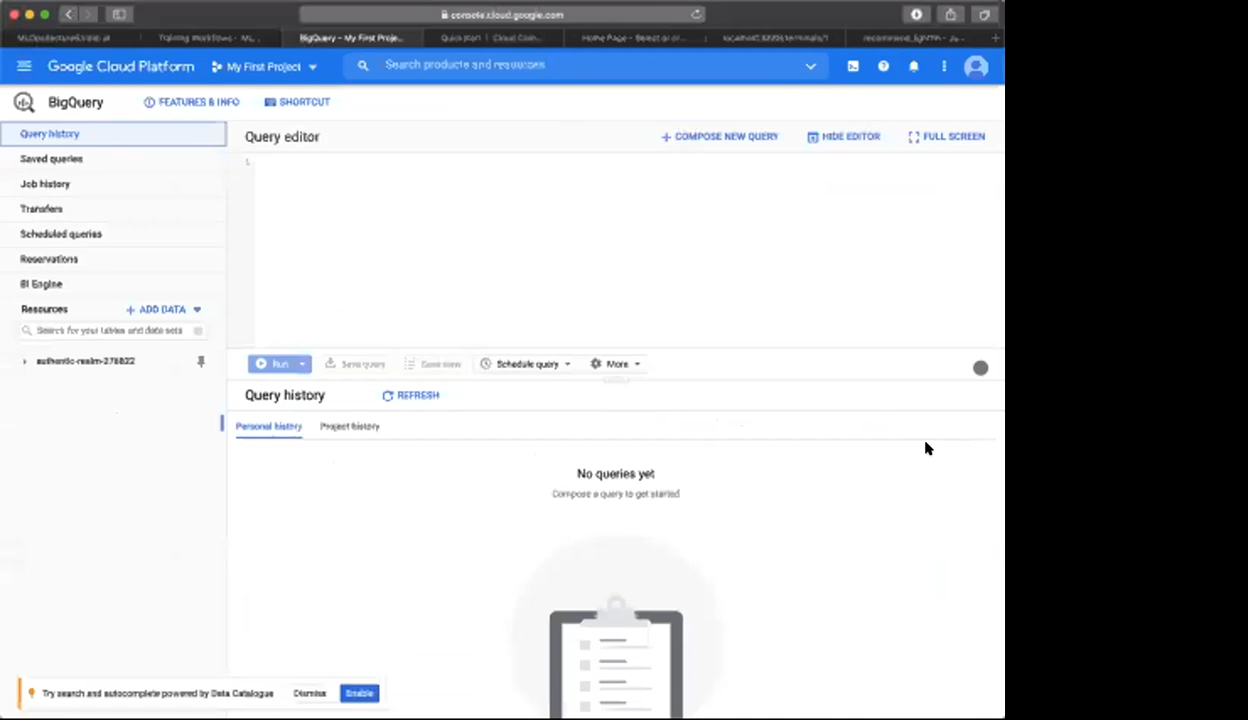 console.cloud.google.com
BigQuery – My First Proje...
Google Cloud Platform
My First Project
Search products and resources
BigQuery
FEATURES & INFO
SHORTCUT
Query history
Saved queries
Job history
Transfers
Scheduled queries
Reservations
BI Engine
Resources
ADD DATA
Search for your tables and data sets
Query editor
COMPOSE NEW QUERY
HIDE EDITOR
FULL SCREEN
1
Run
Save query
Save view
Schedule query
More
Query history
REFRESH
Personal history
Project history
No queries yet
Compose a query to get started
Try search and autocomplete powered by Data Catalogue
Dismiss
Enable